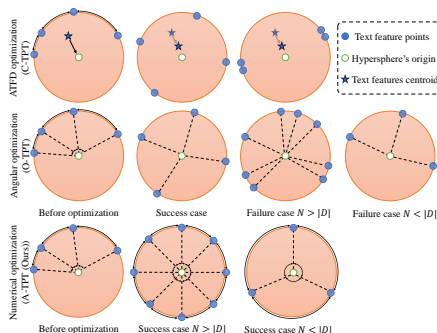 ATFD optimization
(C-TPT)
Text feature points
Hypersphere's origin
Text features centroid
Angular optimization
(O-TPT)
Before optimization
Success case
Failure case N > |D|
Failure case N < |D|
Numerical optimization
(A-TPT (Ours))
Before optimization
Success case N > |D|
Success case N < |D|